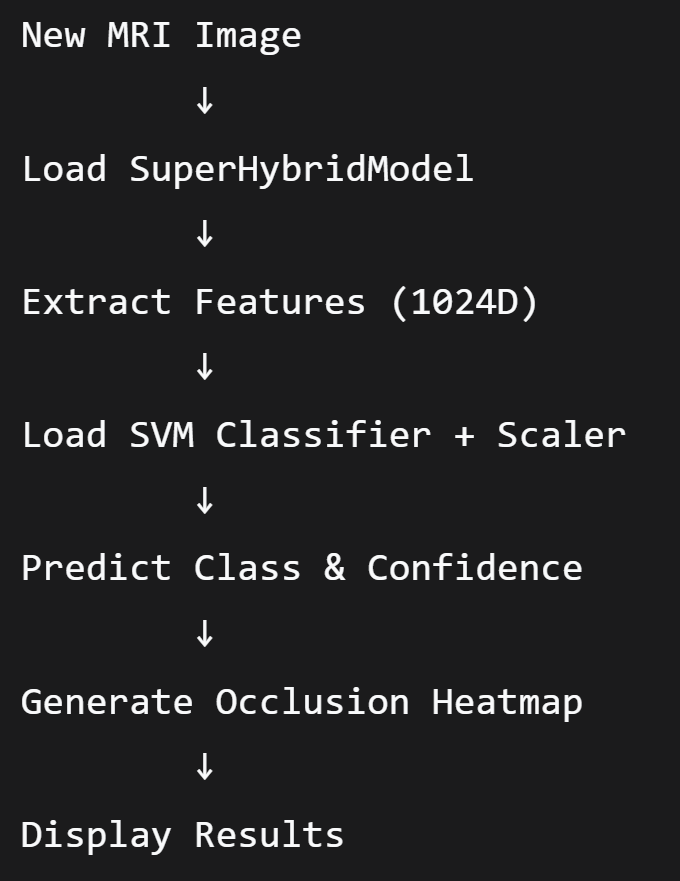 New MRI Image
↓
Load SuperHybridModel
↓
Extract Features (1024D)
↓
Load SVM Classifier + Scaler
↓
Predict Class & Confidence
↓
Generate Occlusion Heatmap
↓
Display Results